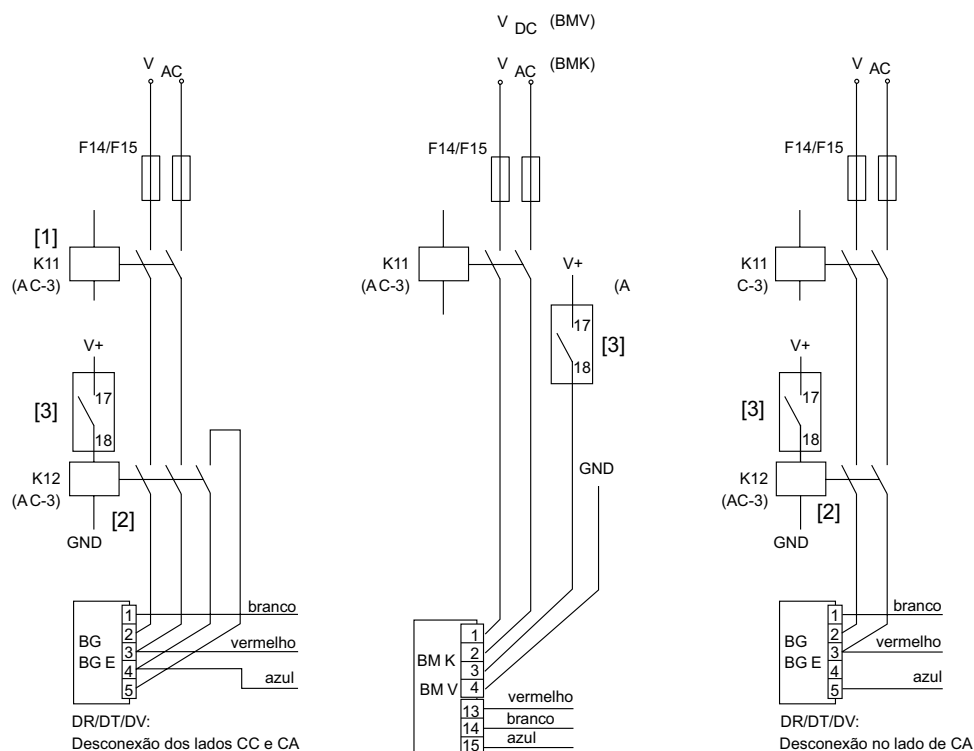 V DC (BMV)
V AC
V AC (BMK)
V AC
F14/F15
F14/F15
F14/F15
[1]
K11
(AC-3)
K11
(AC-3)
V+
(A
17
18
[3]
K11
C-3)
V+
17
18
[3]
V+
17
18
[3]
K12
(AC-3)
[2]
GND
GND
K12
(AC-3)
[2]
GND
BG
BG E
1
2
3
4
5
branco
vermelho
azul
DR/DT/DV:
Desconexão dos lados CC e CA
BM K
BM V
1
2
3
4
13
14
15
vermelho
branco
azul
BG
BG E
1
2
3
4
5
branco
vermelho
azul
DR/DT/DV:
Desconexão no lado de CA